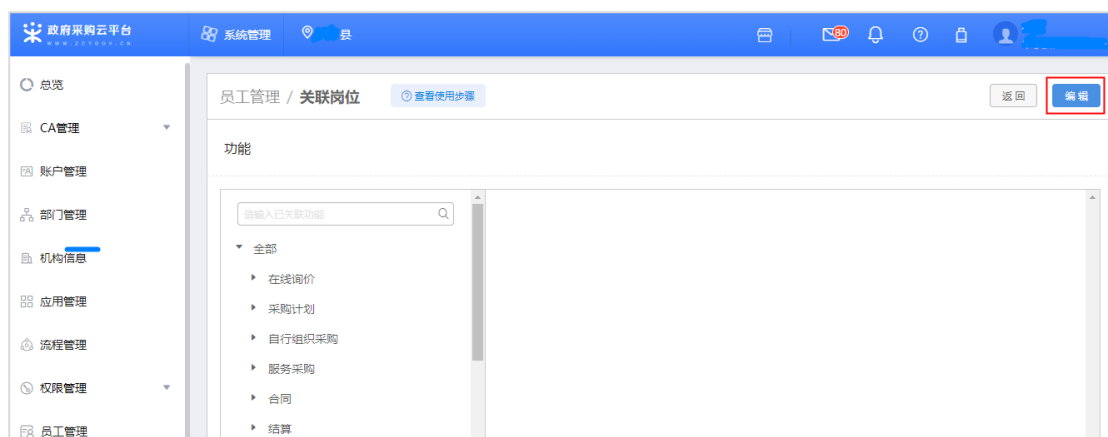 政府采购云平台
WWW.ZCYGOV.CN
系统管理
县
80
总览
CA管理
账户管理
部门管理
机构信息
应用管理
流程管理
权限管理
员工管理
员工管理 / 关联岗位
查看使用步骤
返回
编辑
功能
请输入已关联功能
全部
在线询价
采购计划
自行组织采购
服务采购
合同
结算